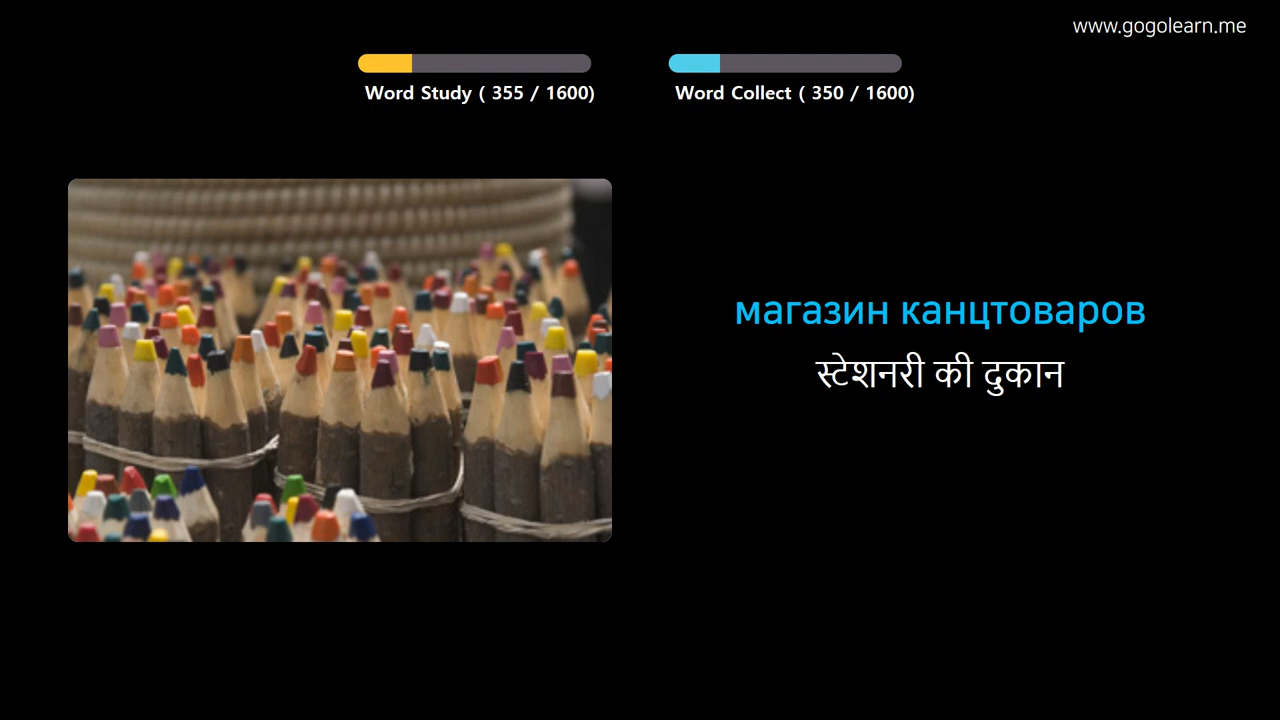 www.gogolearn.me
Word Study ( 355 / 1600)
Word Collect ( 350 / 1600)
магазин канцтоваров
स्टेशनरी की दुकान